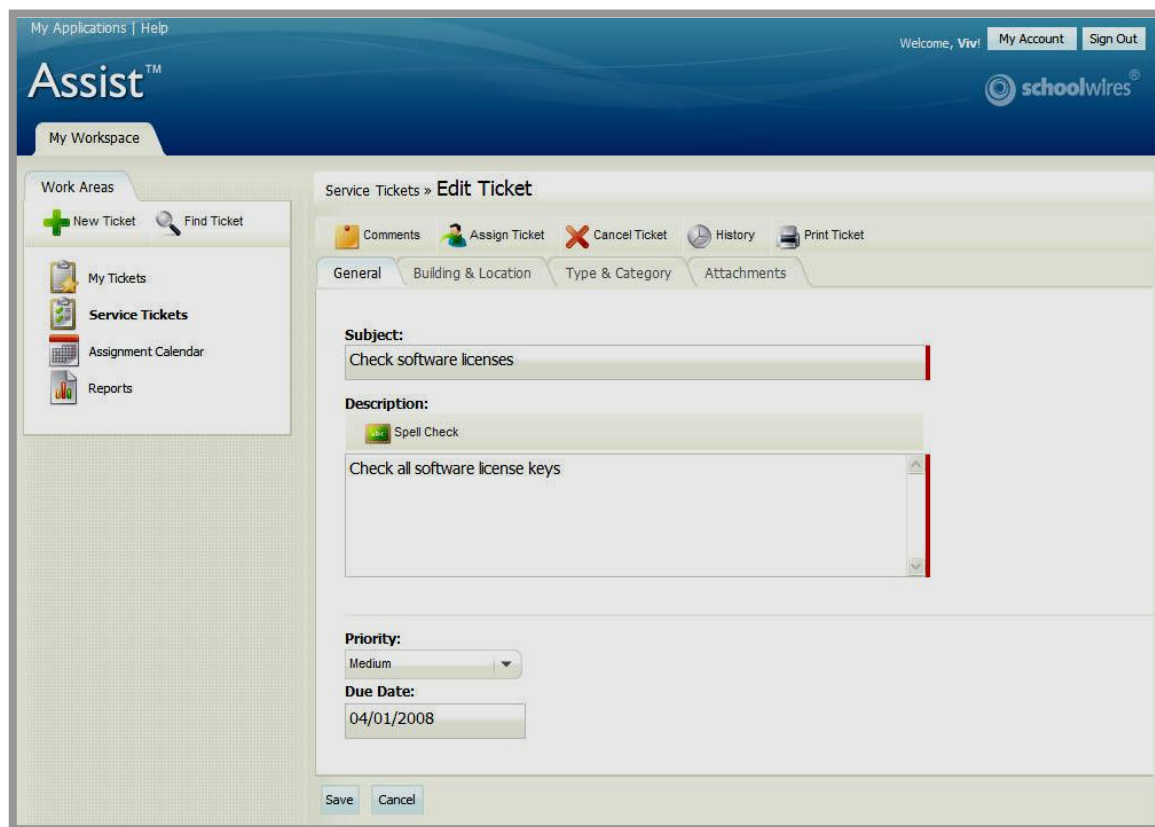 My Applications | Help
Welcome, Viv! My Account Sign Out
Assist™
schoolwires®
My Workspace
Work Areas
New Ticket Find Ticket
My Tickets
Service Tickets
Assignment Calendar
Reports
Service Tickets » Edit Ticket
Comments Assign Ticket Cancel Ticket History Print Ticket
General Building & Location Type & Category Attachments
Subject:
Check software licenses
Description:
abc Spell Check
Check all software license keys
Priority:
Medium
Due Date:
04/01/2008
Save Cancel